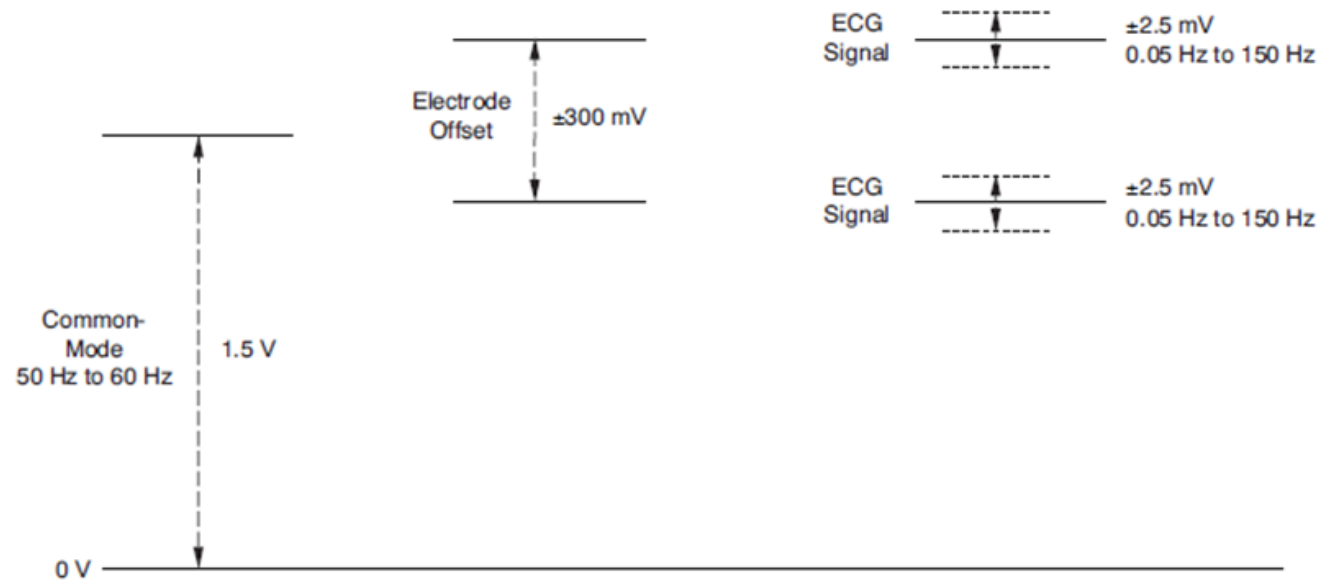 ECG
Signal
±2.5 mV
0.05 Hz to 150 Hz
Electrode
Offset
±300 mV
ECG
Signal
±2.5 mV
0.05 Hz to 150 Hz
Common-
Mode
50 Hz to 60 Hz
1.5 V
0 V